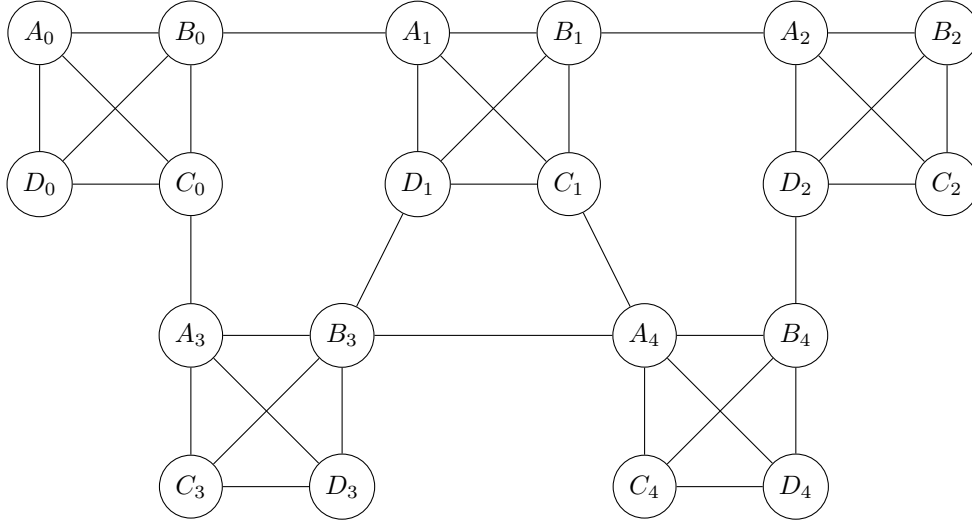 A₀ B₀ A₁ B₁ A₂ B₂
D₀ C₀ D₁ C₁ D₂ C₂
A₃ B₃ A₄ B₄
C₃ D₃ C₄ D₄